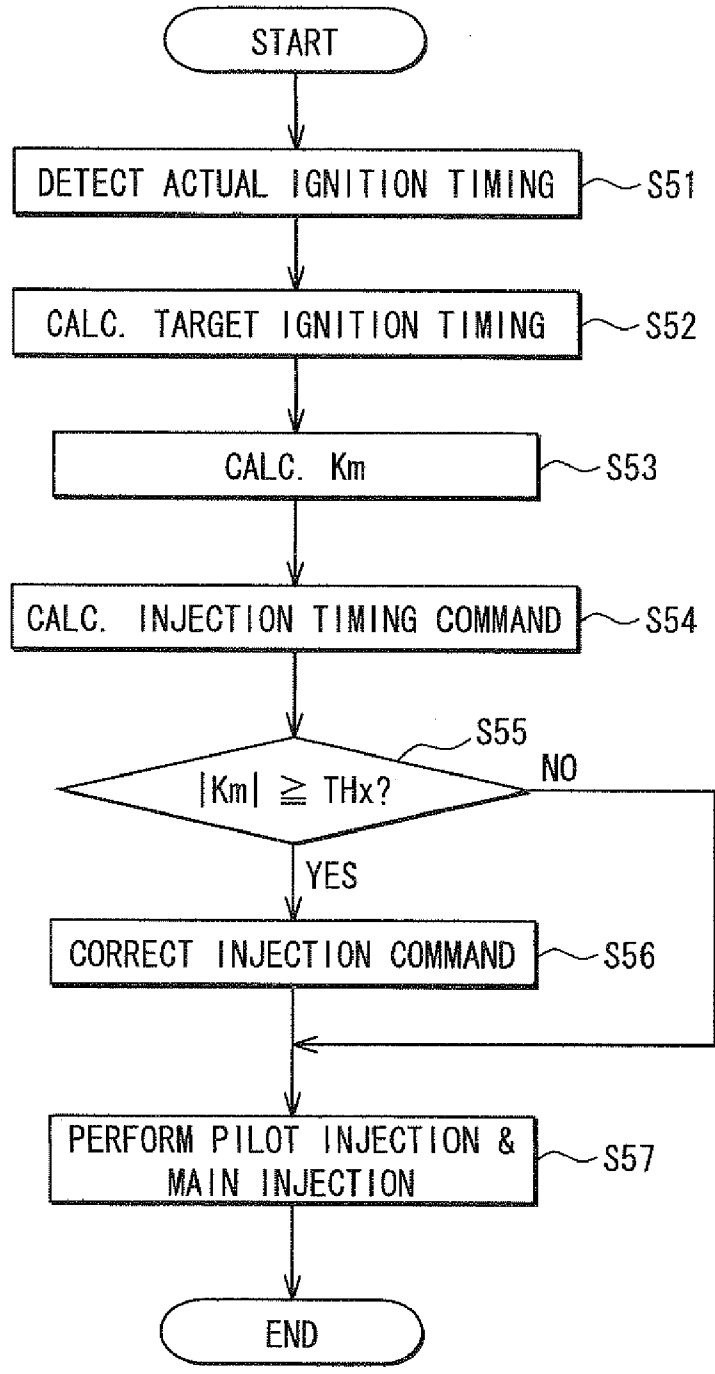 START
DETECT ACTUAL IGNITION TIMING
S51
CALC. TARGET IGNITION TIMING
S52
CALC. Km
S53
CALC. INJECTION TIMING COMMAND
S54
S55
|Km| ≧ THx?
NO
YES
CORRECT INJECTION COMMAND
S56
PERFORM PILOT INJECTION &
MAIN INJECTION
S57
END